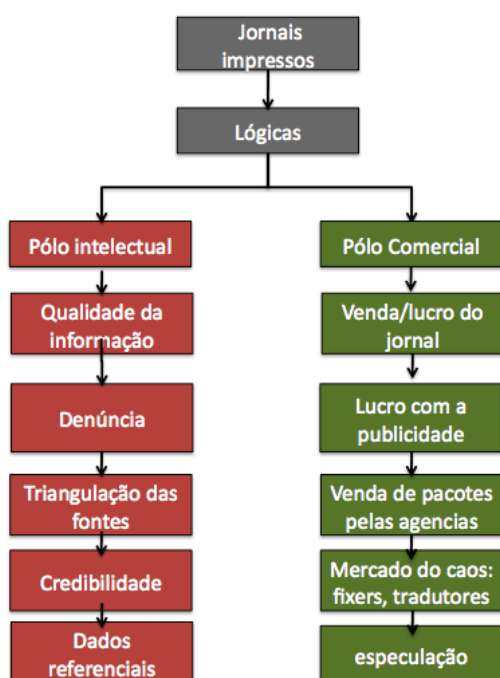 Jornais
impressos
Lógicas
Pólo intelectual
Qualidade da
informação
Denúncia
Triangulação das
fontes
Credibilidade
Dados
referenciais
Pólo Comercial
Venda/lucro do
jornal
Lucro com a
publicidade
Venda de pacotes
pelas agencias
Mercado do caos:
fixers, tradutores
especulação